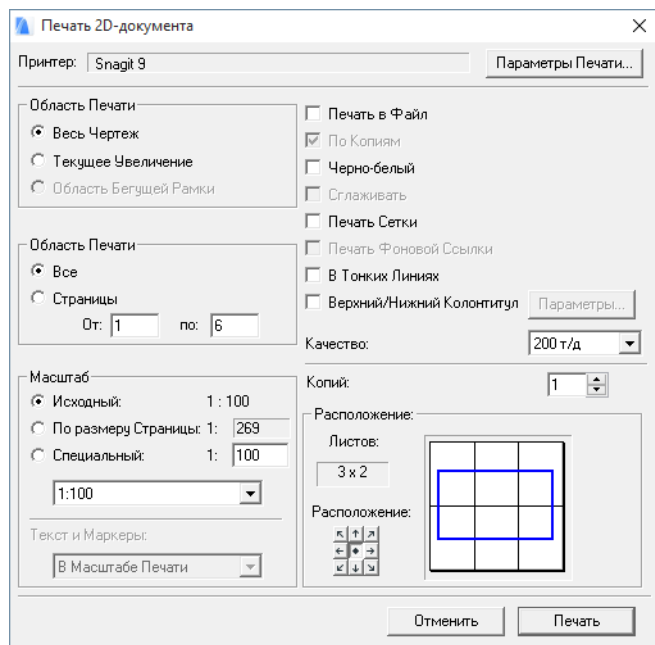 Печать 2D-документа
Принтер: Snagit 9 Параметры Печати...
Область Печати
Весь Чертеж
Текущее Увеличение
Область Бегущей Рамки
Область Печати
Все
Страницы
От: 1 по: 6
Масштаб
Исходный: 1 : 100
По размеру Страницы: 1: 269
Специальный: 1: 100
1:100
Текст и Маркеры:
В Масштабе Печати
Печать в Файл
По Копиям
Черно-белый
Сглаживать
Печать Сетки
Печать Фоновой Ссылки
В Тонких Линиях
Верхний/Нижний Колонтитул Параметры...
Качество: 200 т/д
Копий: 1
Расположение:
Листов:
3 x 2
Расположение:
Отменить Печать